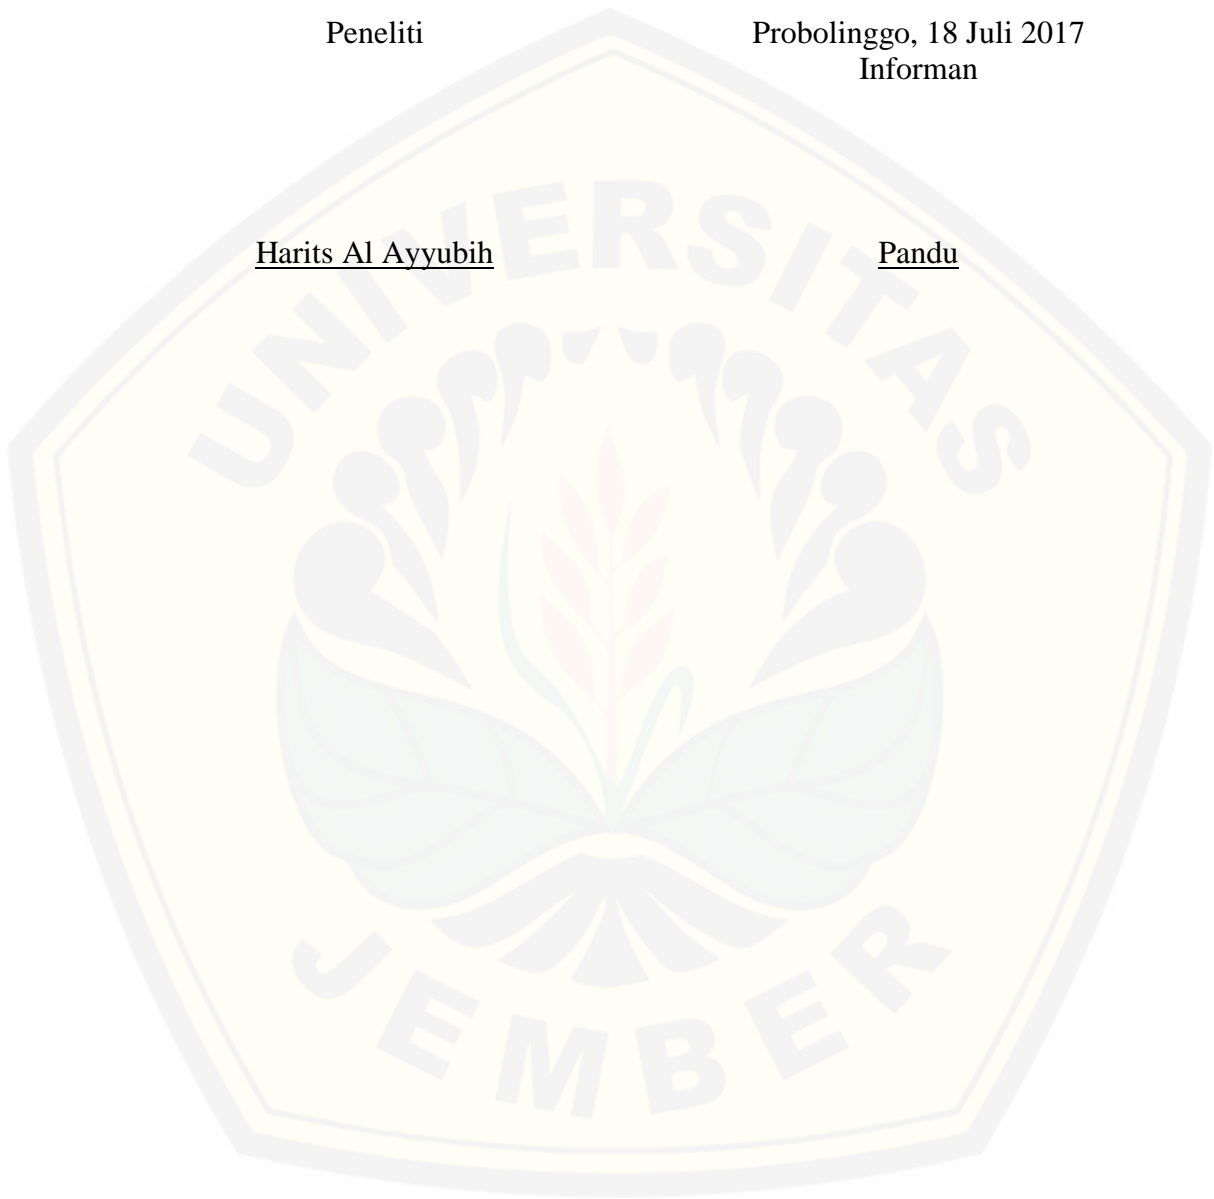 Peneliti
Probolinggo, 18 Juli 2017
Informan
Harits Al Ayyubih
Pandu
UNIVERSITAS
JEMBER